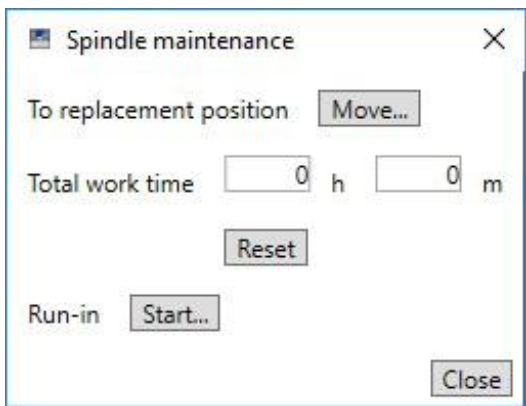 Spindle maintenance
To replacement position Move...
Total work time 0 h 0 m
Reset
Run-in Start...
Close